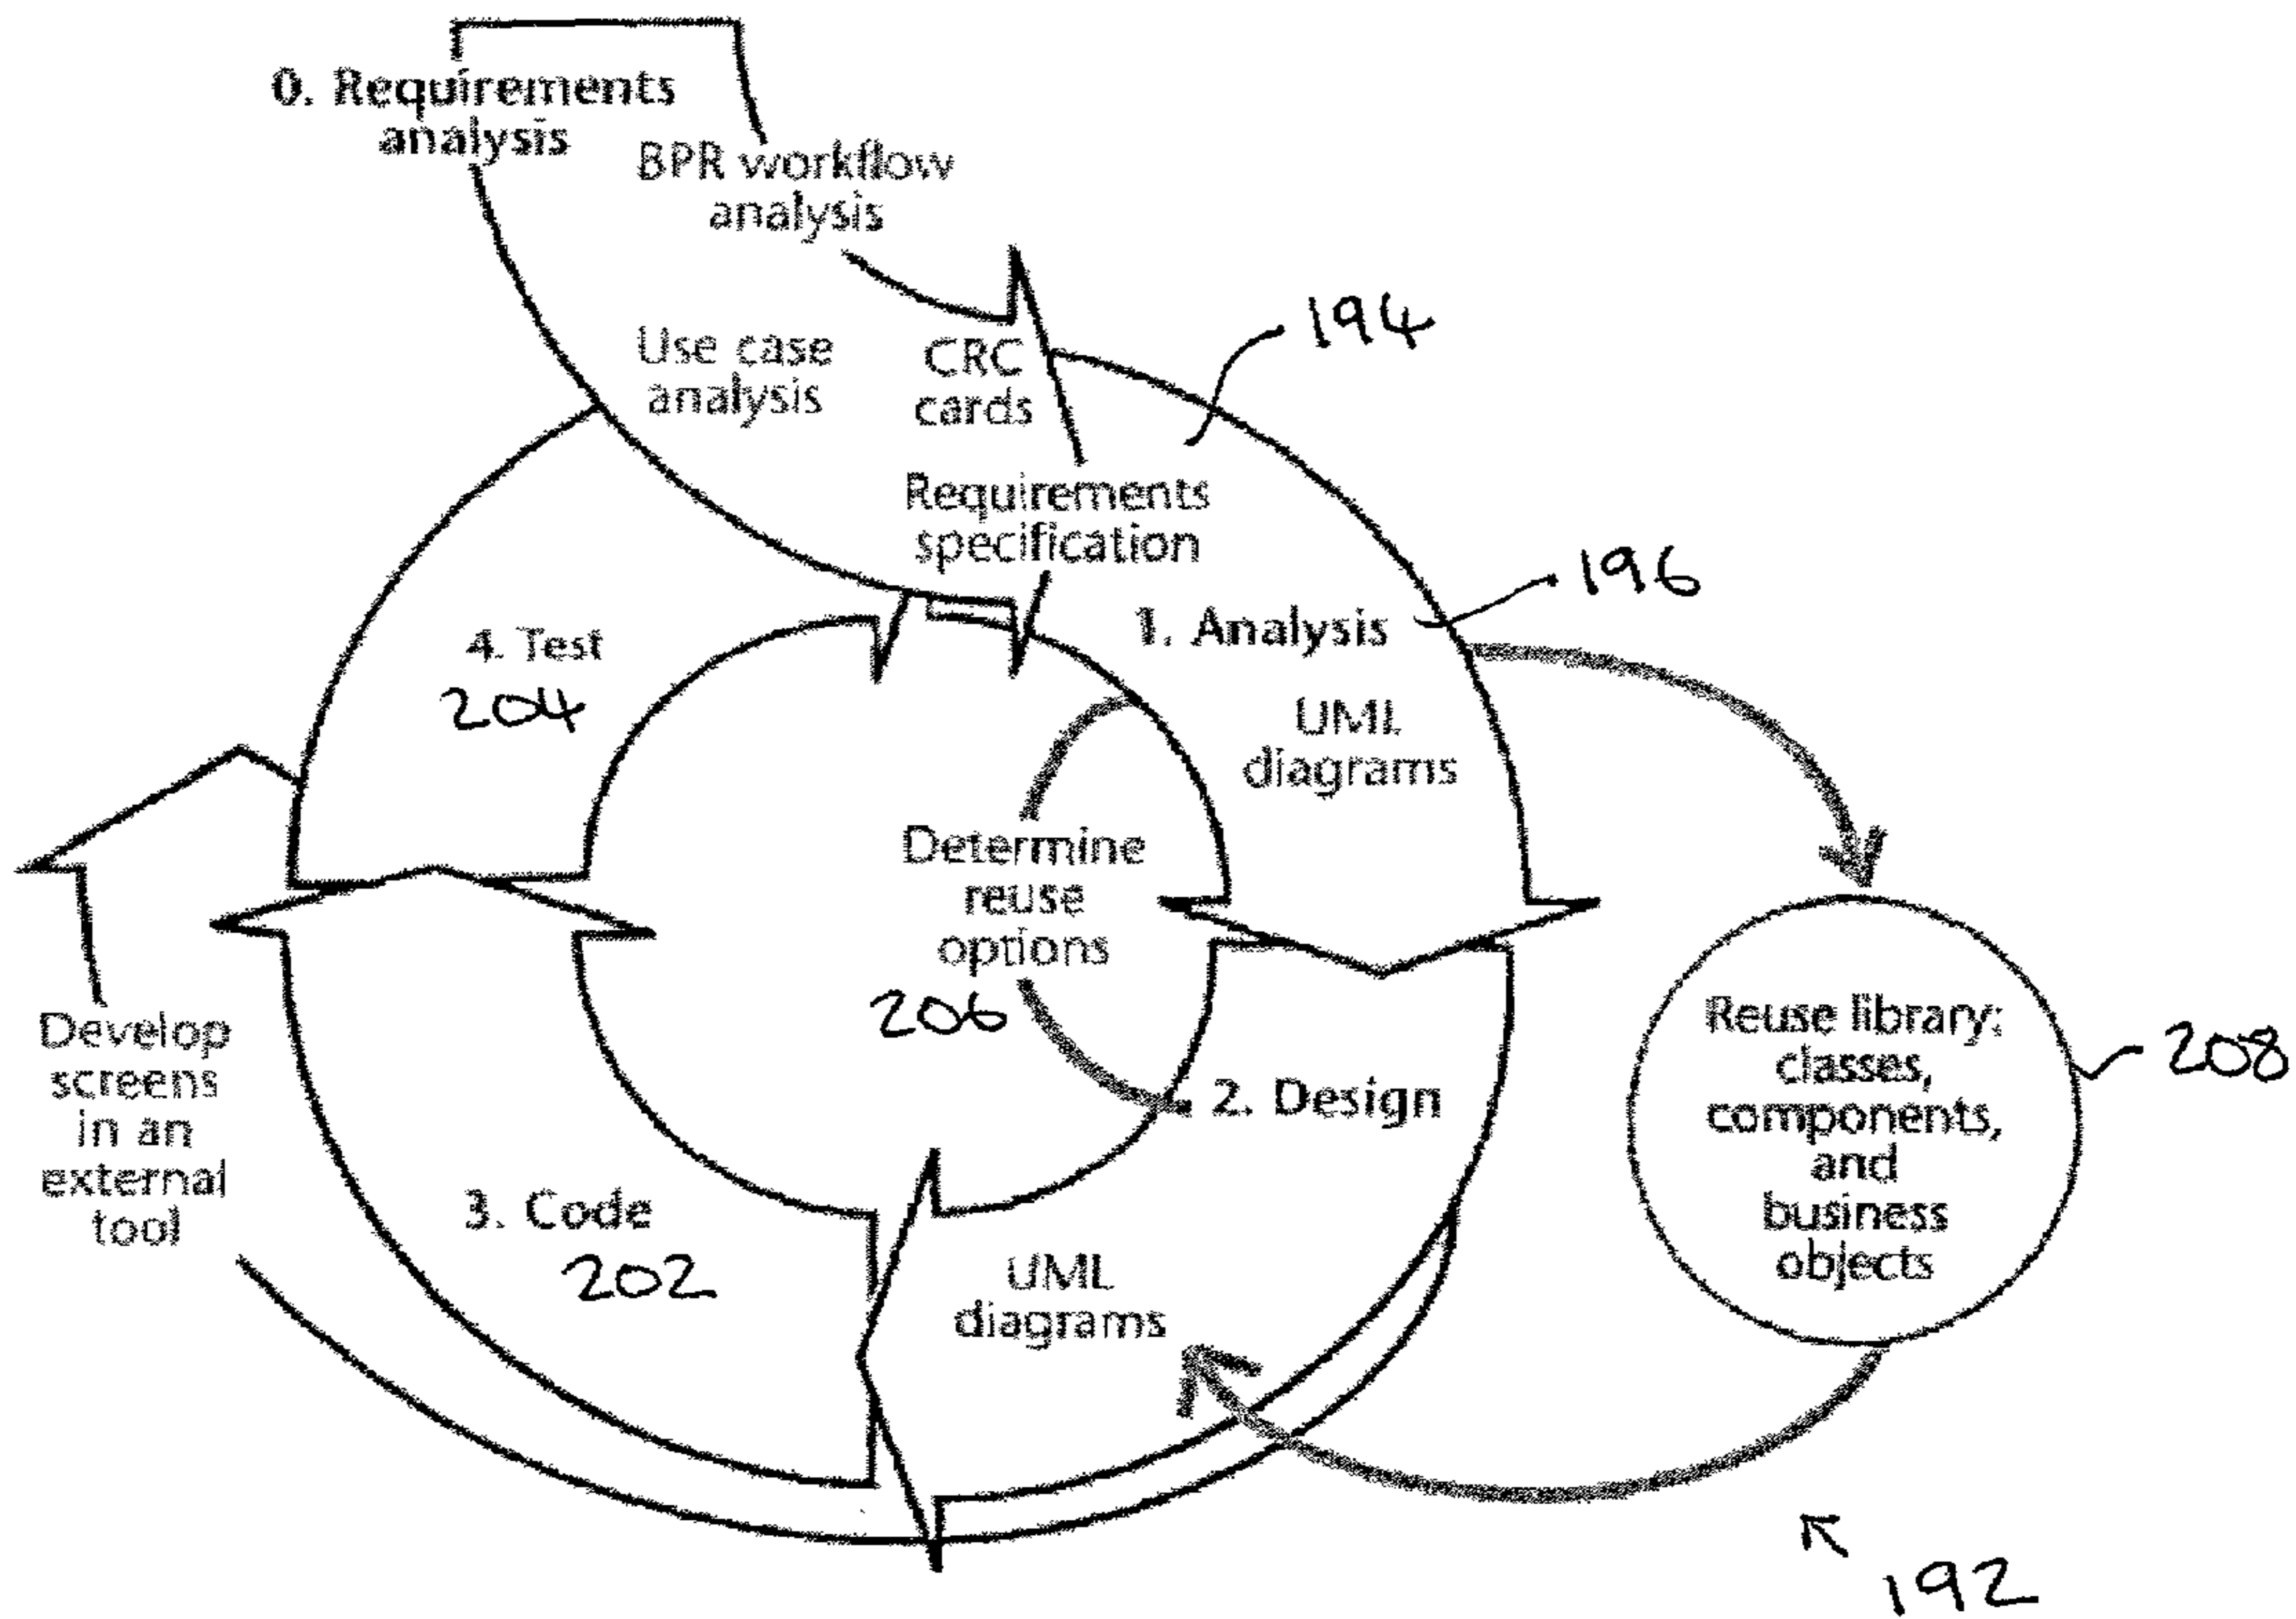 0. Requirements
analysis
BPR workflow
analysis
Use case
analysis
CRC
cards
194
Requirements
specification
196
1. Analysis
4. Test
204
UML
diagrams
Determine
reuse
options
206
Develop
screens
in an
external
tool
Reuse library:
classes,
components,
and
business
objects
208
2. Design
3. Code
202
UML
diagrams
192